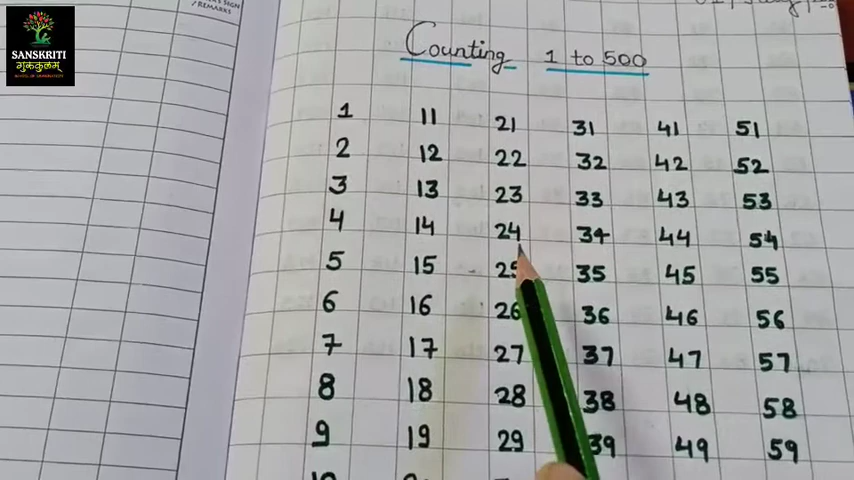 SANSKRITI
गुरुकुलम्
/ REMARKS
Counting 1 to 500
1 11 21 31 41 51
2 12 22 32 42 52
3 13 23 33 43 53
4 14 24 34 44 54
5 15 25 35 45 55
6 16 26 36 46 56
7 17 27 37 47 57
8 18 28 38 48 58
9 19 29 39 49 59